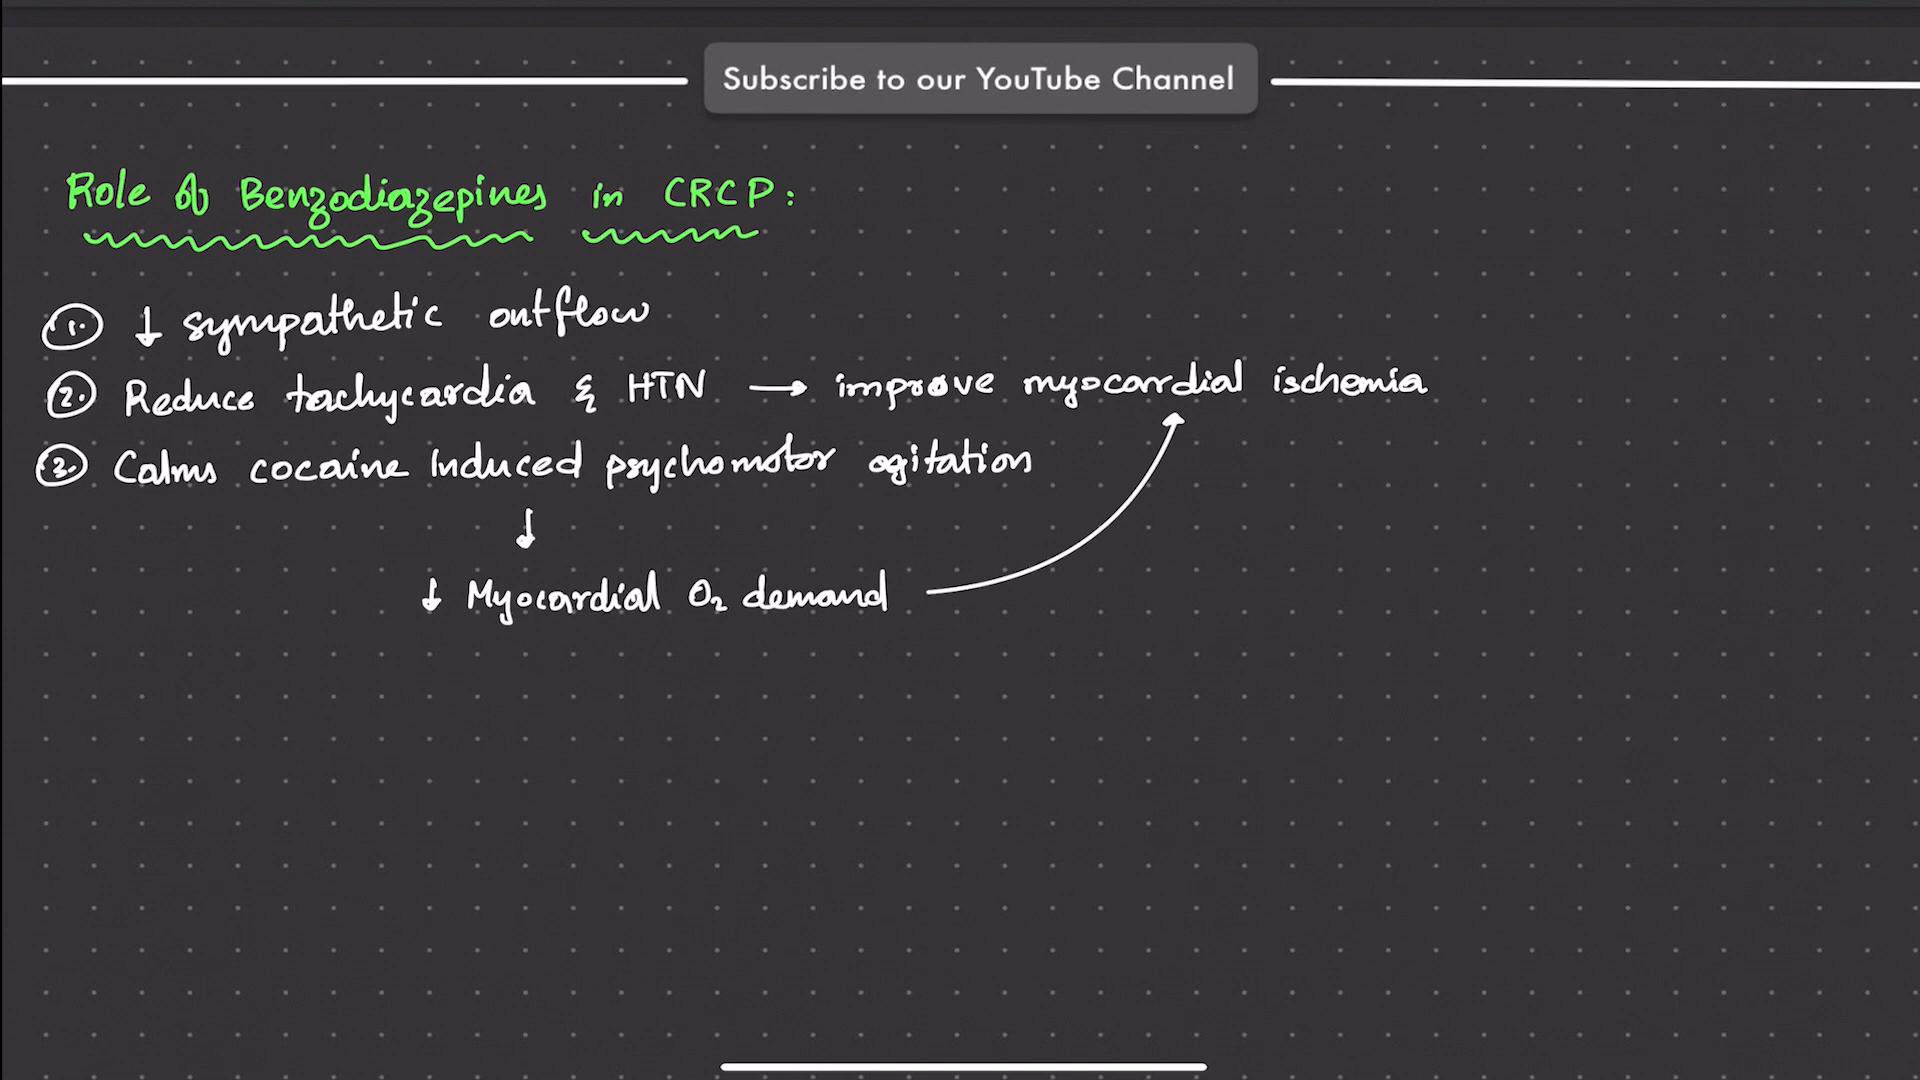 Subscribe to our YouTube Channel
Role of Benzodiazepines in CRCP:
1. ↓ sympathetic outflow
2. Reduce tachycardia & HTN → improve myocardial ischemia
3. Calms cocaine Induced psychomotor agitation
↓
↓ Myocardial O₂ demand